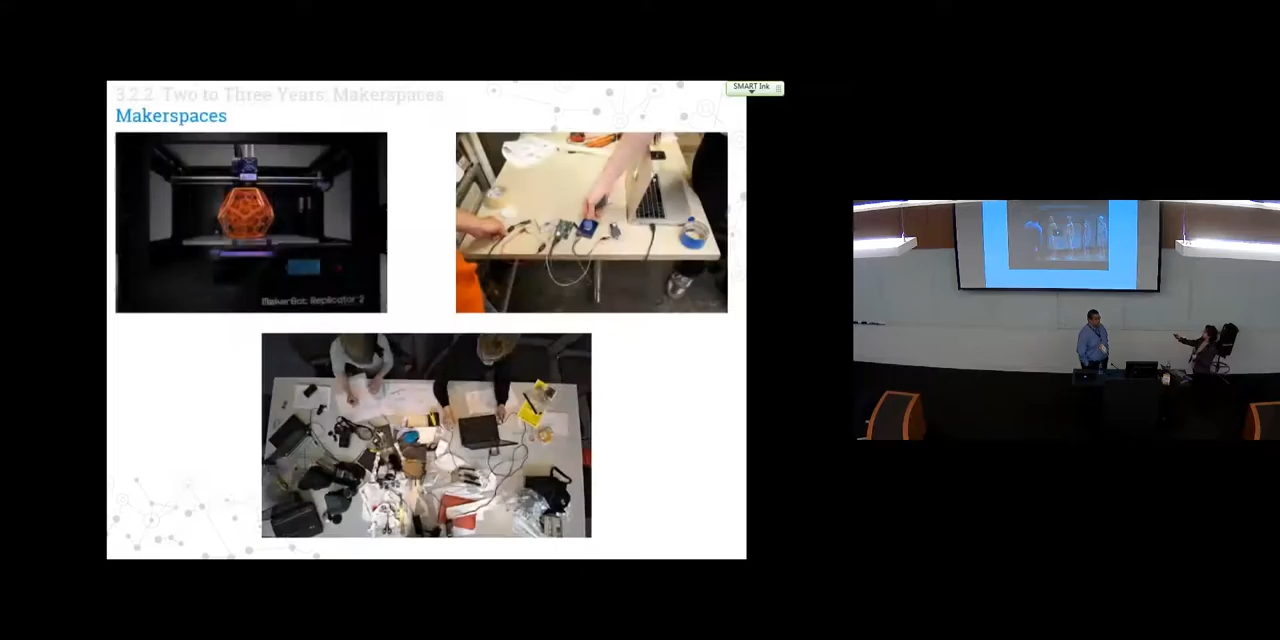 3.2.2 Two to Three Years: Makerspaces
SMART Ink
Makerspaces
MakerBot Replicator 2